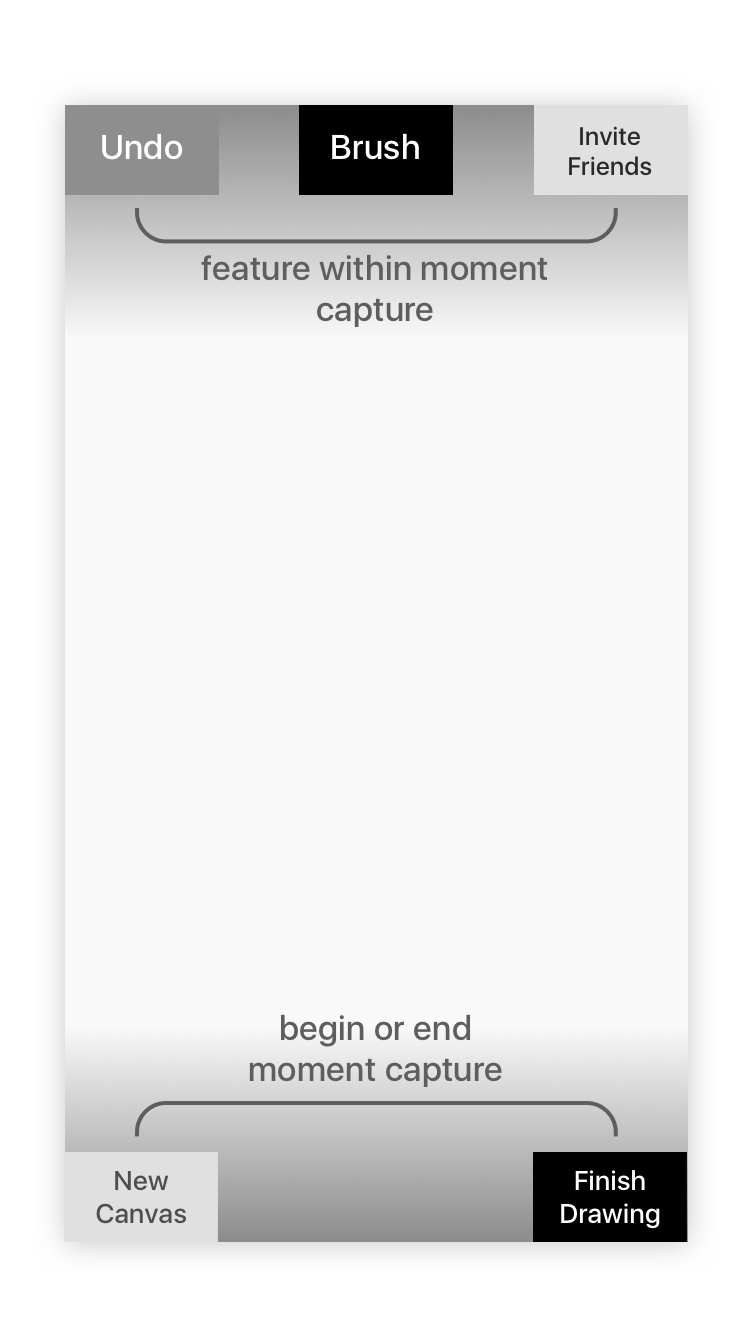 Undo
Brush
Invite
Friends
feature within moment
capture
begin or end
moment capture
New
Canvas
Finish
Drawing